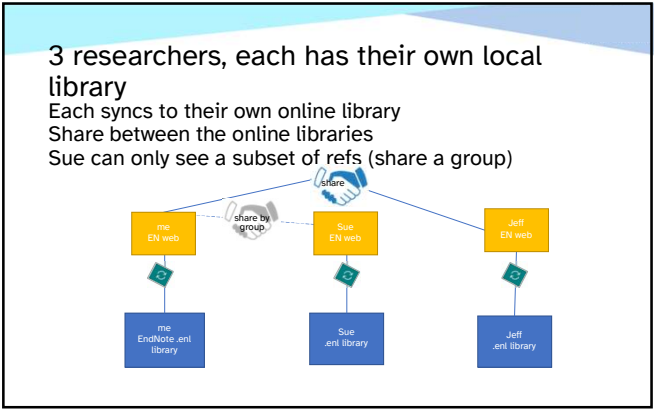 3 researchers, each has their own local
library
Each syncs to their own online library
Share between the online libraries
Sue can only see a subset of refs (share a group)
share
share by
group
me
EN web
Sue
EN web
Jeff
EN web
me
EndNote .enl
library
Sue
.enl library
Jeff
.enl library